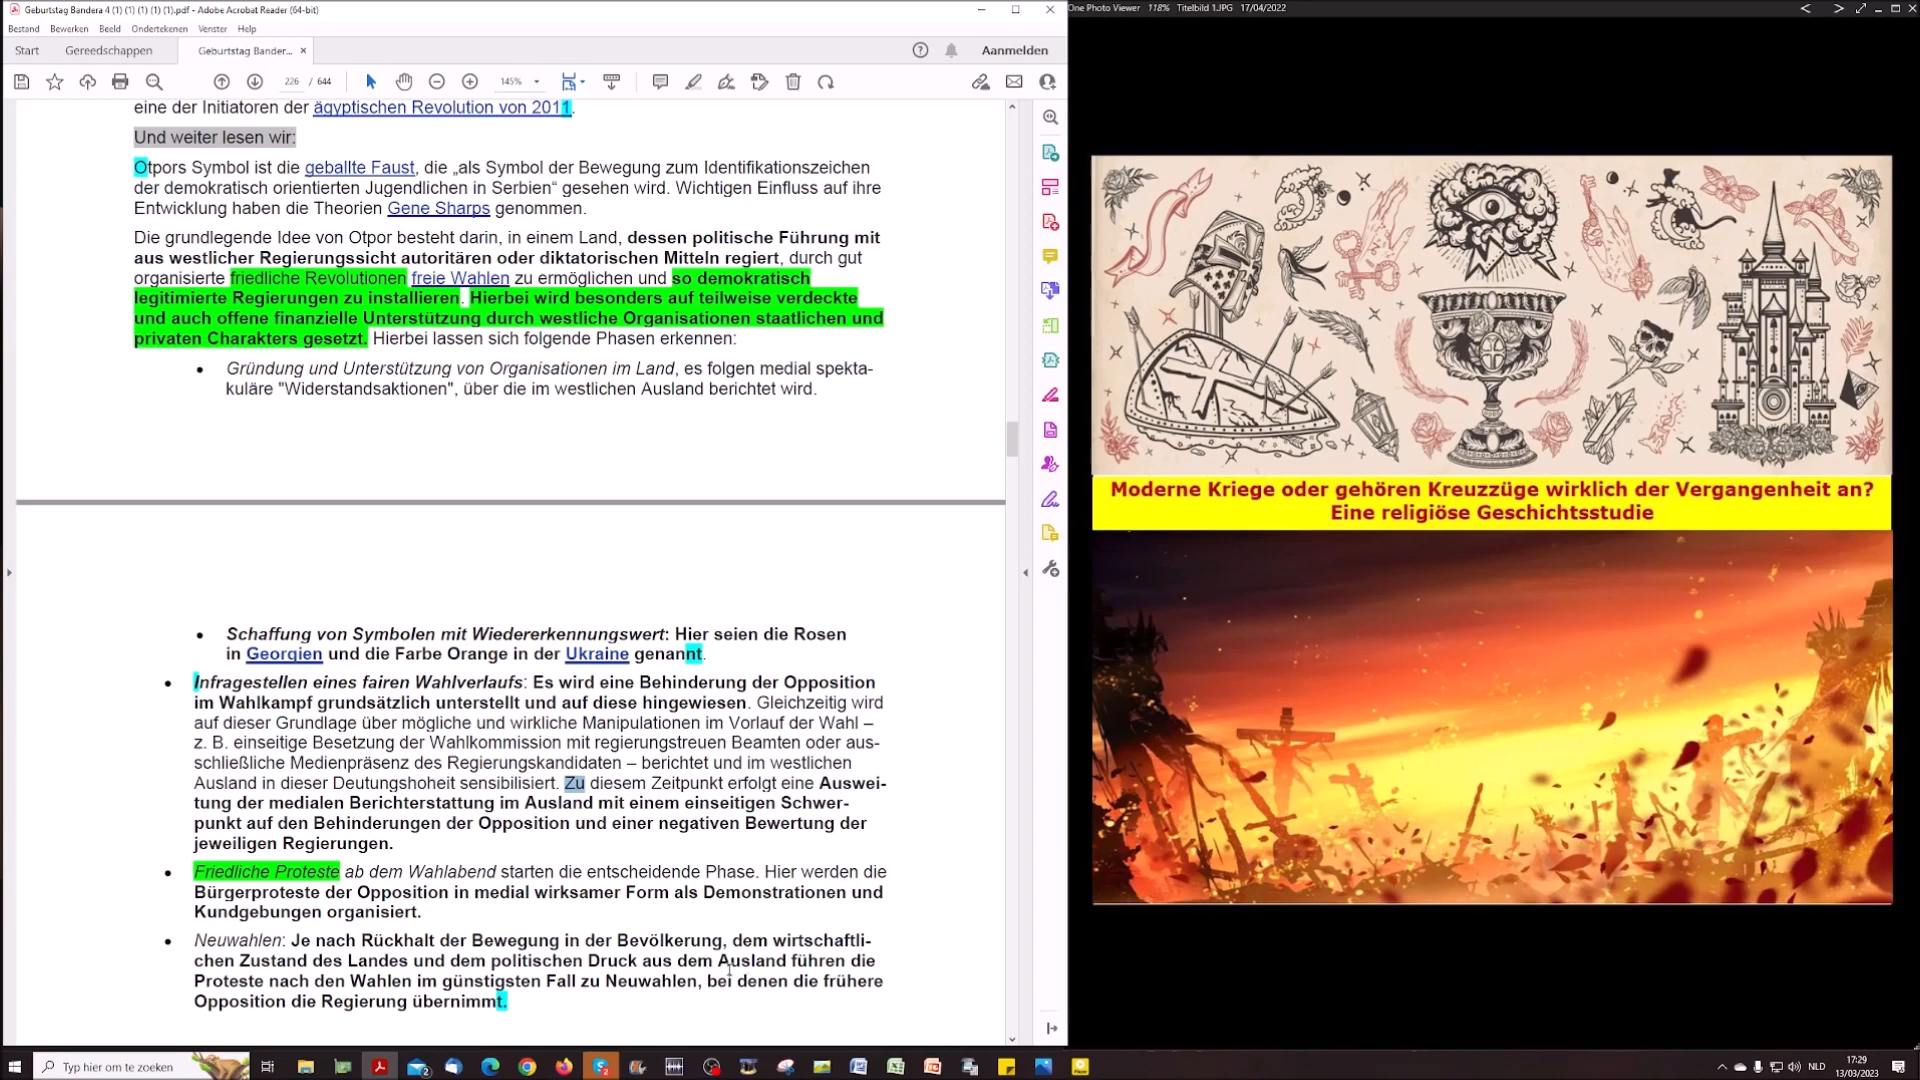 Geburtstag Bandera 4 (1) (1) (1) (1) (1).pdf - Adobe Acrobat Reader (64-bit)
Bestand Bewerken Beeld Ondertekenen Venster Help
Start Gereedschappen Geburtstag Bander... × Aanmelden
226 / 644 145%
eine der Initiatoren der ägyptischen Revolution von 2011.
Und weiter lesen wir:
Otpors Symbol ist die geballte Faust, die „als Symbol der Bewegung zum Identifikationszeichen
der demokratisch orientierten Jugendlichen in Serbien“ gesehen wird. Wichtigen Einfluss auf ihre
Entwicklung haben die Theorien Gene Sharps genommen.
Die grundlegende Idee von Otpor besteht darin, in einem Land, dessen politische Führung mit
aus westlicher Regierungssicht autoritären oder diktatorischen Mitteln regiert, durch gut
organisierte friedliche Revolutionen freie Wahlen zu ermöglichen und so demokratisch
legitimierte Regierungen zu installieren. Hierbei wird besonders auf teilweise verdeckte
und auch offene finanzielle Unterstützung durch westliche Organisationen staatlichen und
privaten Charakters gesetzt. Hierbei lassen sich folgende Phasen erkennen:
• Gründung und Unterstützung von Organisationen im Land, es folgen medial spekta-
kuläre "Widerstandsaktionen", über die im westlichen Ausland berichtet wird.
• Schaffung von Symbolen mit Wiedererkennungswert: Hier seien die Rosen
in Georgien und die Farbe Orange in der Ukraine genannt.
• Infragestellen eines fairen Wahlverlaufs: Es wird eine Behinderung der Opposition
im Wahlkampf grundsätzlich unterstellt und auf diese hingewiesen. Gleichzeitig wird
auf dieser Grundlage über mögliche und wirkliche Manipulationen im Vorlauf der Wahl –
z. B. einseitige Besetzung der Wahlkommission mit regierungstreuen Beamten oder aus-
schließliche Medienpräsenz des Regierungskandidaten – berichtet und im westlichen
Ausland in dieser Deutungshoheit sensibilisiert. Zu diesem Zeitpunkt erfolgt eine Auswei-
tung der medialen Berichterstattung im Ausland mit einem einseitigen Schwer-
punkt auf den Behinderungen der Opposition und einer negativen Bewertung der
jeweiligen Regierungen.
• Friedliche Proteste ab dem Wahlabend starten die entscheidende Phase. Hier werden die
Bürgerproteste der Opposition in medial wirksamer Form als Demonstrationen und
Kundgebungen organisiert.
• Neuwahlen: Je nach Rückhalt der Bewegung in der Bevölkerung, dem wirtschaftli-
chen Zustand des Landes und dem politischen Druck aus dem Ausland führen die
Proteste nach den Wahlen im günstigsten Fall zu Neuwahlen, bei denen die frühere
Opposition die Regierung übernimmt.
One Photo Viewer 118% Titelbild 1.JPG 17/04/2022
Moderne Kriege oder gehören Kreuzzüge wirklich der Vergangenheit an?
Eine religiöse Geschichtsstudie
Typ hier om te zoeken
NLD
17:29
13/03/2023